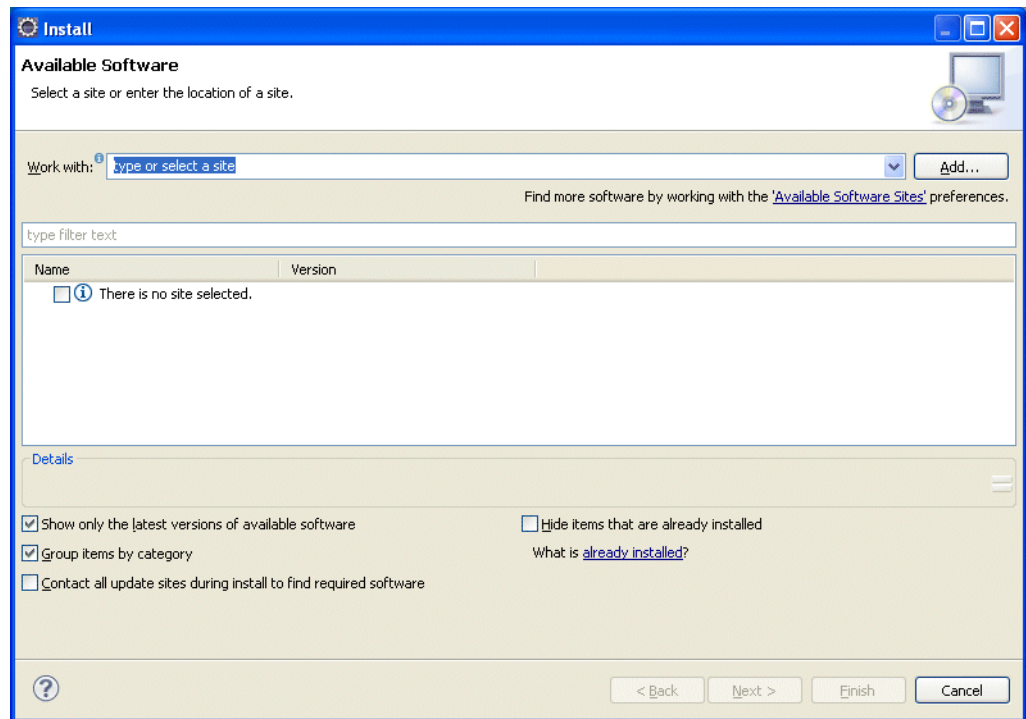 Install
Available Software
Select a site or enter the location of a site.
Work with: type or select a site Add...
Find more software by working with the 'Available Software Sites' preferences.
type filter text
Name Version
There is no site selected.
Details
Show only the latest versions of available software Hide items that are already installed
Group items by category What is already installed?
Contact all update sites during install to find required software
< Back Next > Finish Cancel